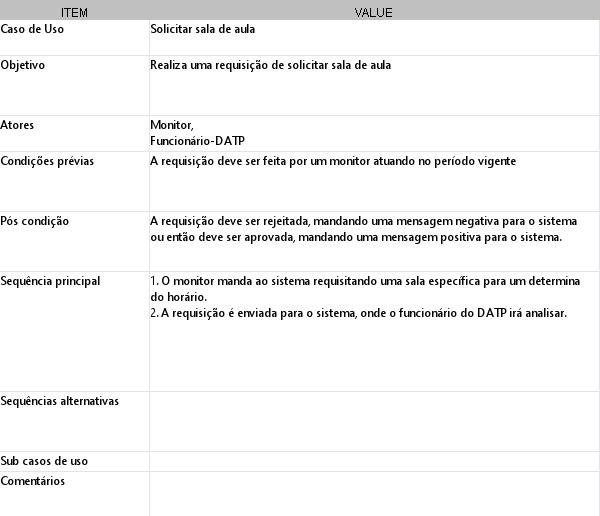 ITEM VALUE
Caso de Uso Solicitar sala de aula
Objetivo Realiza uma requisição de solicitar sala de aula
Atores Monitor,
Funcionário-DATP
Condições prévias A requisição deve ser feita por um monitor atuando no período vigente
Pós condição A requisição deve ser rejeitada, mandando uma mensagem negativa para o sistema
ou então deve ser aprovada, mandando uma mensagem positiva para o sistema.
Sequência principal 1. O monitor manda ao sistema requisitando uma sala específica para um determina
do horário.
2. A requisição é enviada para o sistema, onde o funcionário do DATP irá analisar.
Sequências alternativas
Sub casos de uso
Comentários